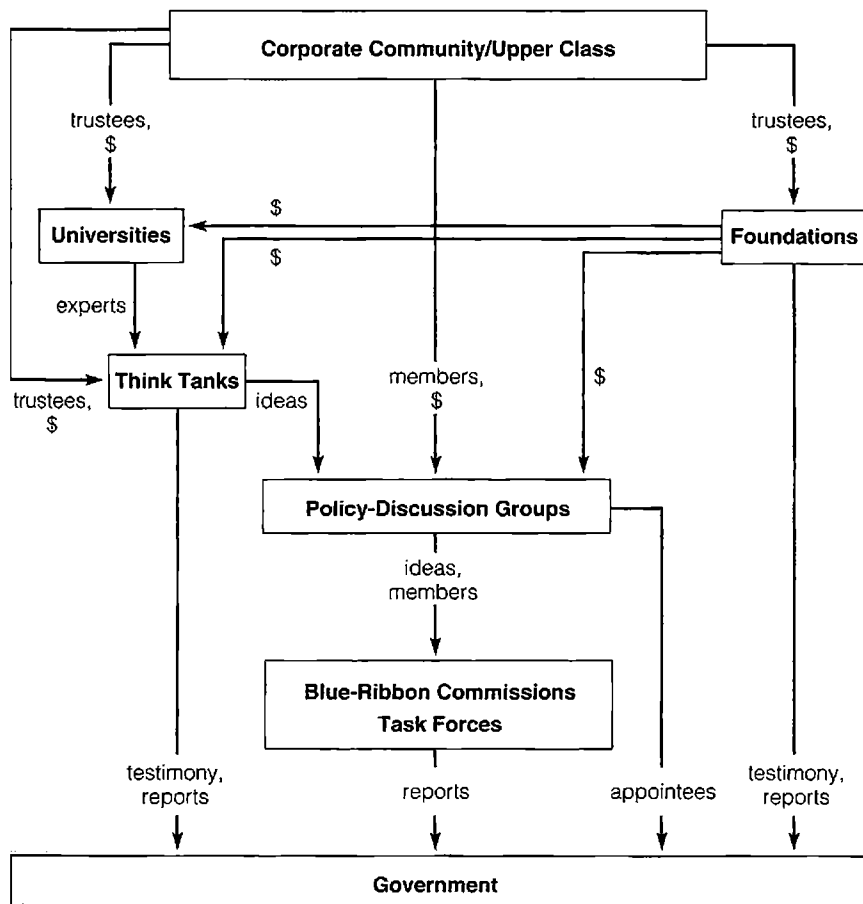 Corporate Community/Upper Class
trustees,
$
trustees,
$
Universities
$
Foundations
$
experts
Think Tanks
trustees,
$
ideas
members,
$
$
Policy-Discussion Groups
ideas,
members
Blue-Ribbon Commissions
Task Forces
testimony,
reports
reports
appointees
testimony,
reports
Government